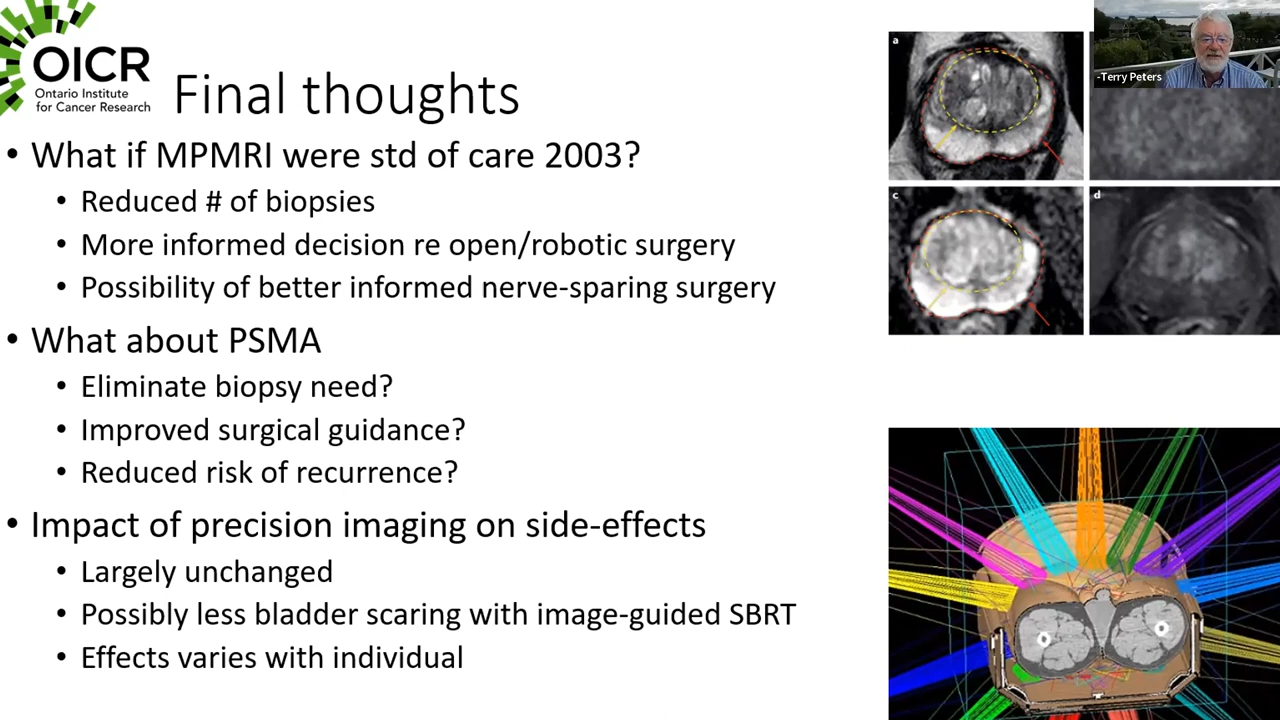 OICR
Ontario Institute
for Cancer Research
Final thoughts
• What if MPMRI were std of care 2003?
• Reduced # of biopsies
• More informed decision re open/robotic surgery
• Possibility of better informed nerve-sparing surgery
• What about PSMA
• Eliminate biopsy need?
• Improved surgical guidance?
• Reduced risk of recurrence?
• Impact of precision imaging on side-effects
• Largely unchanged
• Possibly less bladder scaring with image-guided SBRT
• Effects varies with individual
a
c
d
-Terry Peters